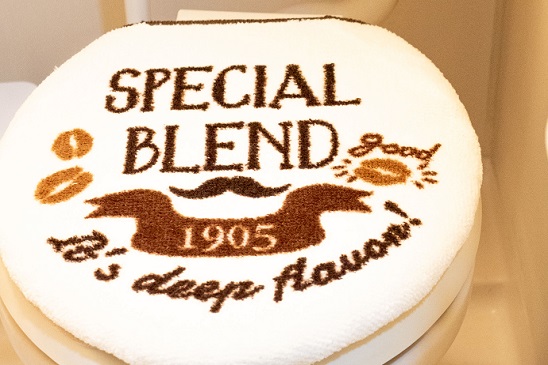 SPECIAL
BLEND
good
1905
It's deep flavor!